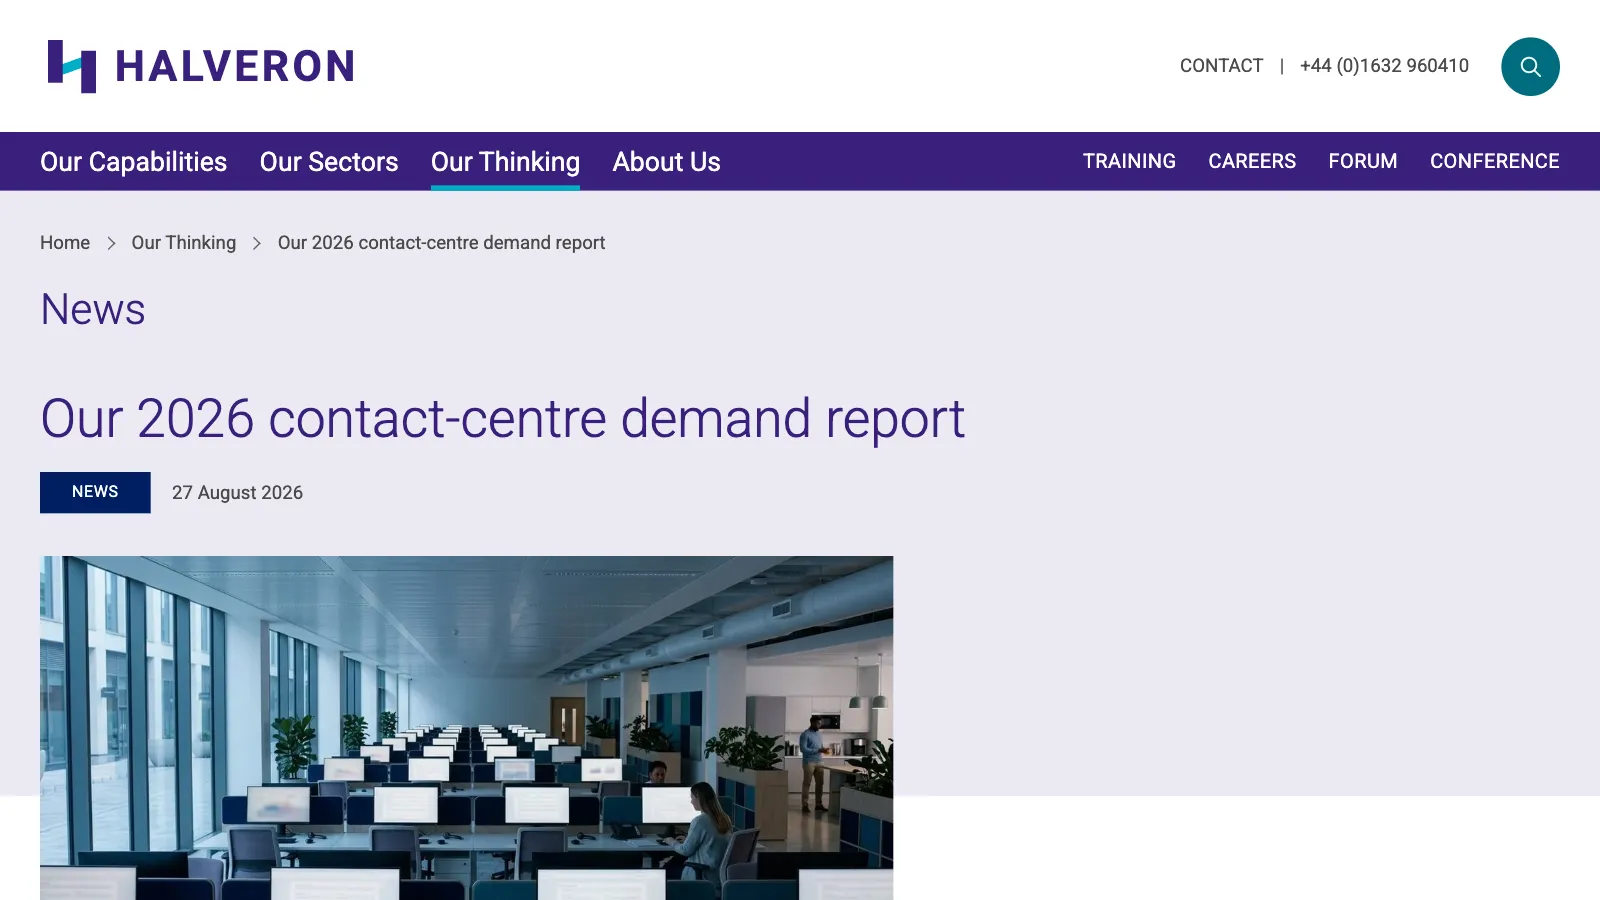 HALVERON
CONTACT | +44 (0)1632 960410
Our Capabilities Our Sectors Our Thinking About Us TRAINING CAREERS FORUM CONFERENCE
Home > Our Thinking > Our 2026 contact-centre demand report
News
Our 2026 contact-centre demand report
NEWS 27 August 2026